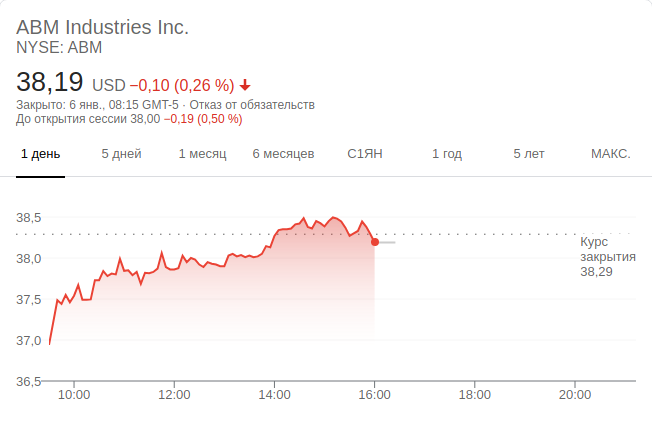 ABM Industries Inc.
NYSE: ABM
38,19 USD −0,10 (0,26 %)
Закрыто: 6 янв., 08:15 GMT-5 · Отказ от обязательств
До открытия сессии 38,00 −0,19 (0,50 %)
1 день 5 дней 1 месяц 6 месяцев С1ЯН 1 год 5 лет МАКС.
38,5
38,0
37,5
37,0
36,5
Курс
закрытия
38,29
10:00 12:00 14:00 16:00 18:00 20:00